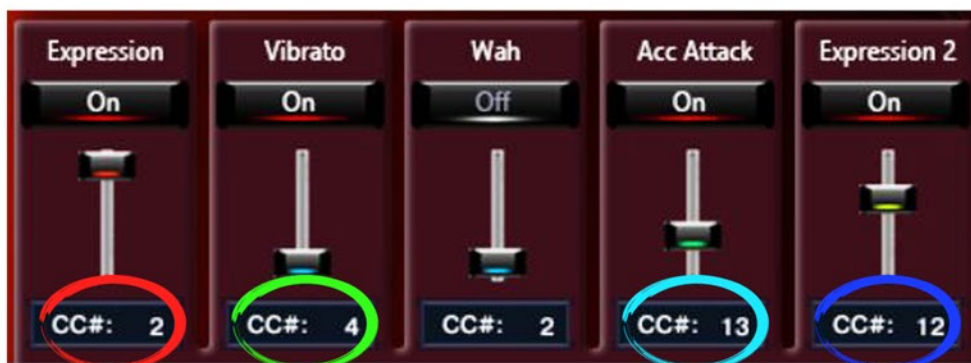 Expression Vibrato Wah Acc Attack Expression 2
On On Off On On
CC#: 2 CC#: 4 CC#: 2 CC#: 13 CC#: 12